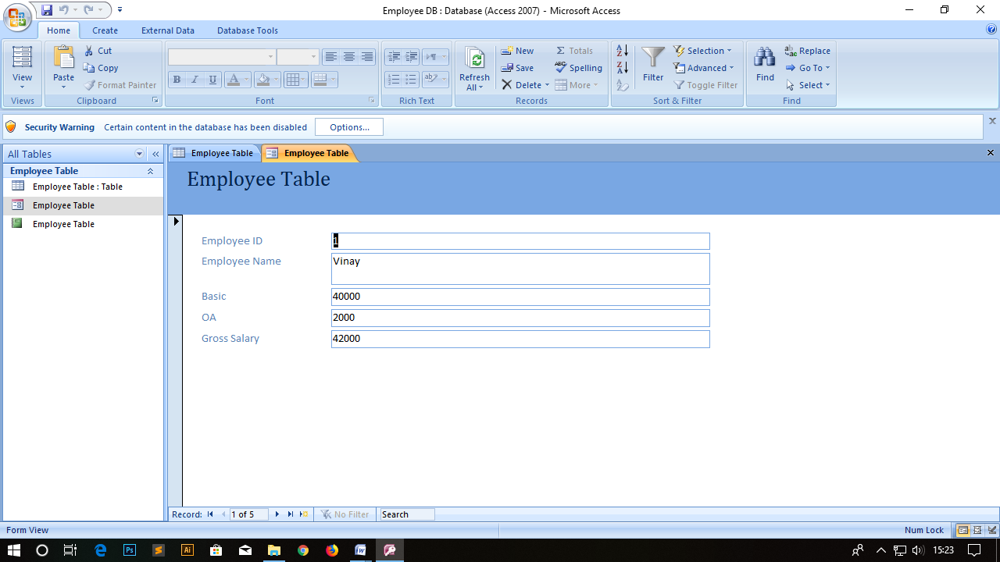 Employee DB : Database (Access 2007) - Microsoft Access
Home Create External Data Database Tools
View
Views
Paste
Cut
Copy
Format Painter
Clipboard
B I U A
Font
ab
Rich Text
Refresh All
New
Save
Delete
Totals
Spelling
More
Records
Filter
Selection
Advanced
Toggle Filter
Sort & Filter
Find
Replace
Go To
Select
Find
Security Warning Certain content in the database has been disabled Options...
All Tables
Employee Table
Employee Table : Table
Employee Table
Employee Table
Employee Table Employee Table
Employee Table
Employee ID 1
Employee Name Vinay
Basic 40000
OA 2000
Gross Salary 42000
Record: 1 of 5 No Filter Search
Form View Num Lock
Ps Ai W 15:23